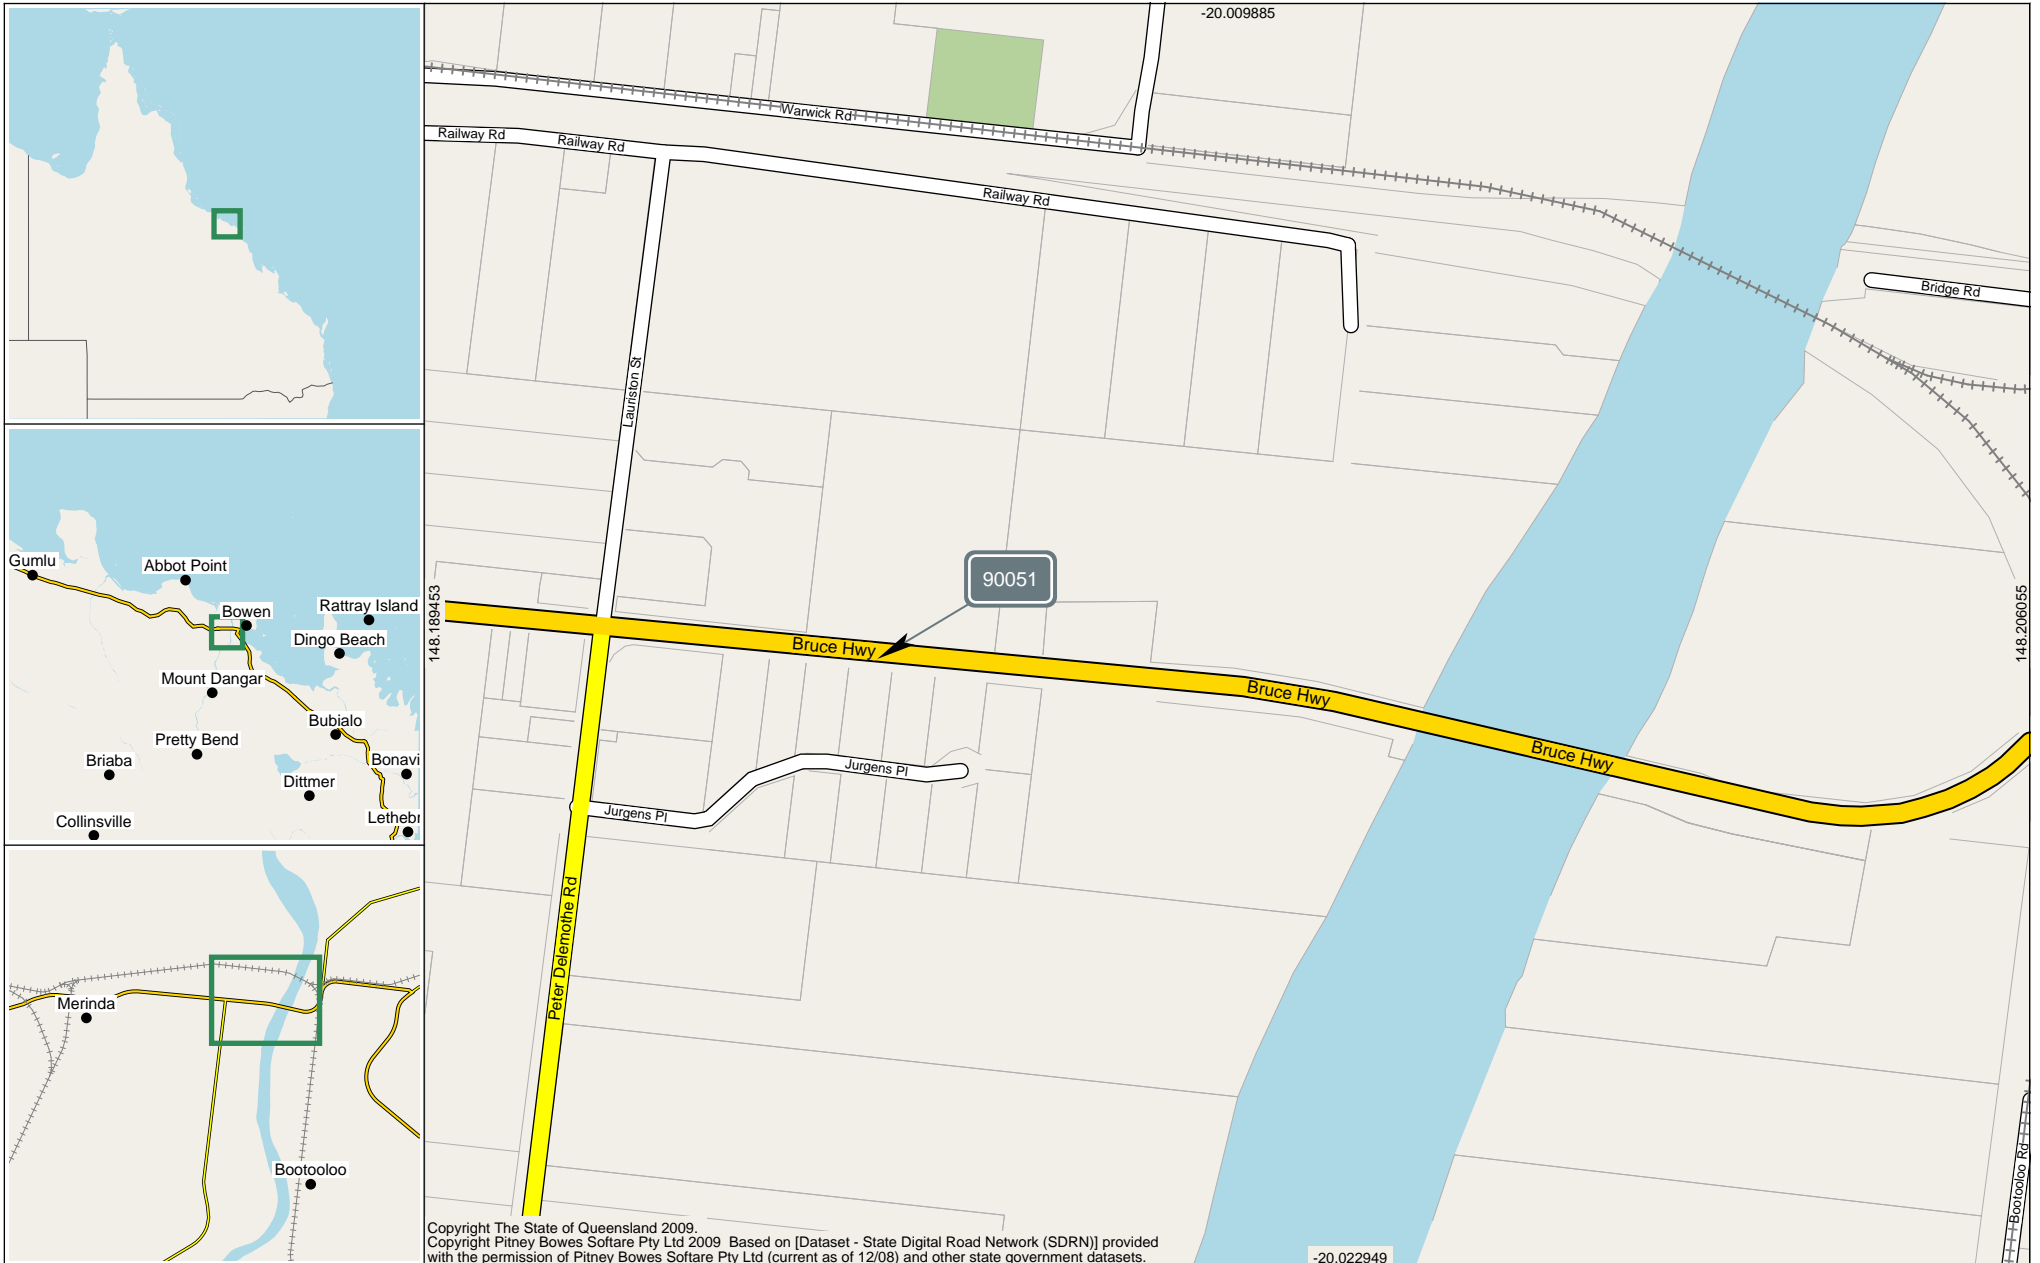 -20.009885
Warwick Rd
Railway Rd
Railway Rd
Railway Rd
Bridge Rd
Lauriston St
Gumlu
Abbot Point
Bowen
Rattray Island
Dingo Beach
Mount Dangar
Bubialo
Pretty Bend
Briaba
Bonavi
Dittmer
Collinsville
Lethebr
148.189453
90051
148.206055
Bruce Hwy
Bruce Hwy
Bruce Hwy
Jurgens Pl
Jurgens Pl
Peter Delemothe Rd
Merinda
Bootooloo
Bootooloo Rd
Copyright The State of Queensland 2009.
Copyright Pitney Bowes Softare Pty Ltd 2009 Based on [Dataset - State Digital Road Network (SDRN)] provided
with the permission of Pitney Bowes Softare Pty Ltd (current as of 12/08) and other state government datasets.
-20.022949